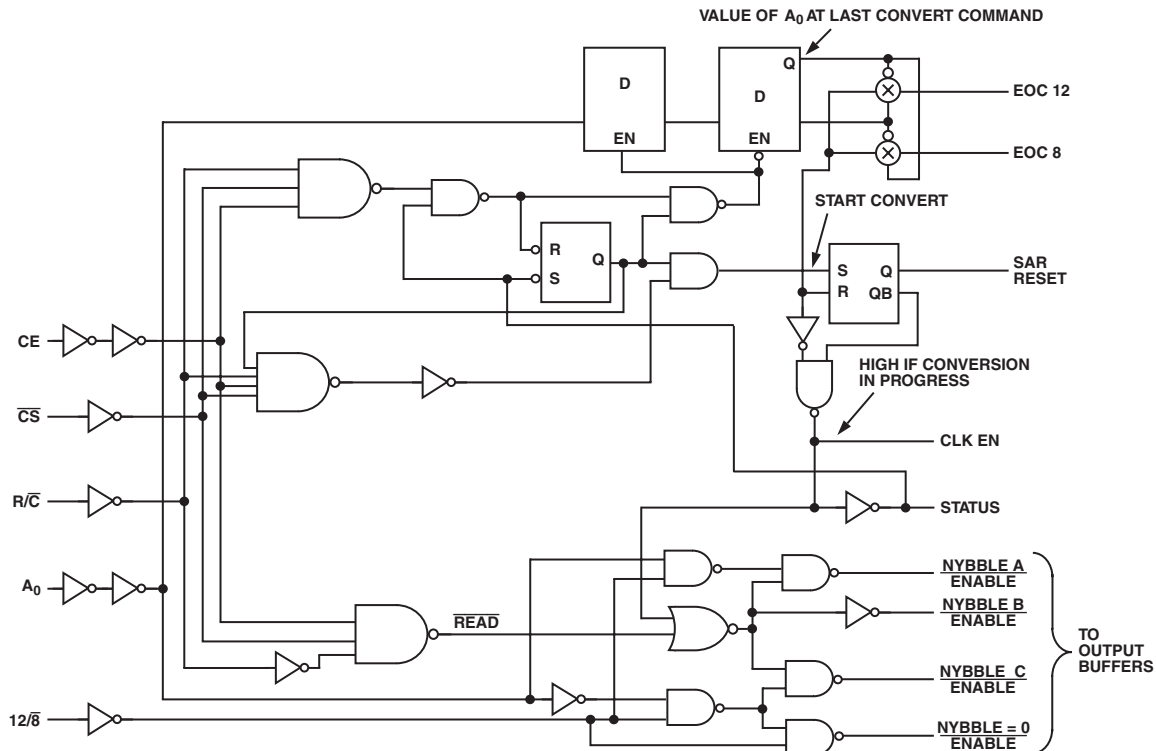 VALUE OF A0 AT LAST CONVERT COMMAND
D
EN
Q
D
EN
EOC 12
EOC 8
START CONVERT
R
S
Q
S
R
Q
QB
SAR
RESET
CE
CS
HIGH IF CONVERSION
IN PROGRESS
CLK EN
R/C
STATUS
A0
READ
NYBBLE A
ENABLE
NYBBLE B
ENABLE
NYBBLE C
ENABLE
NYBBLE = 0
ENABLE
TO
OUTPUT
BUFFERS
12/8